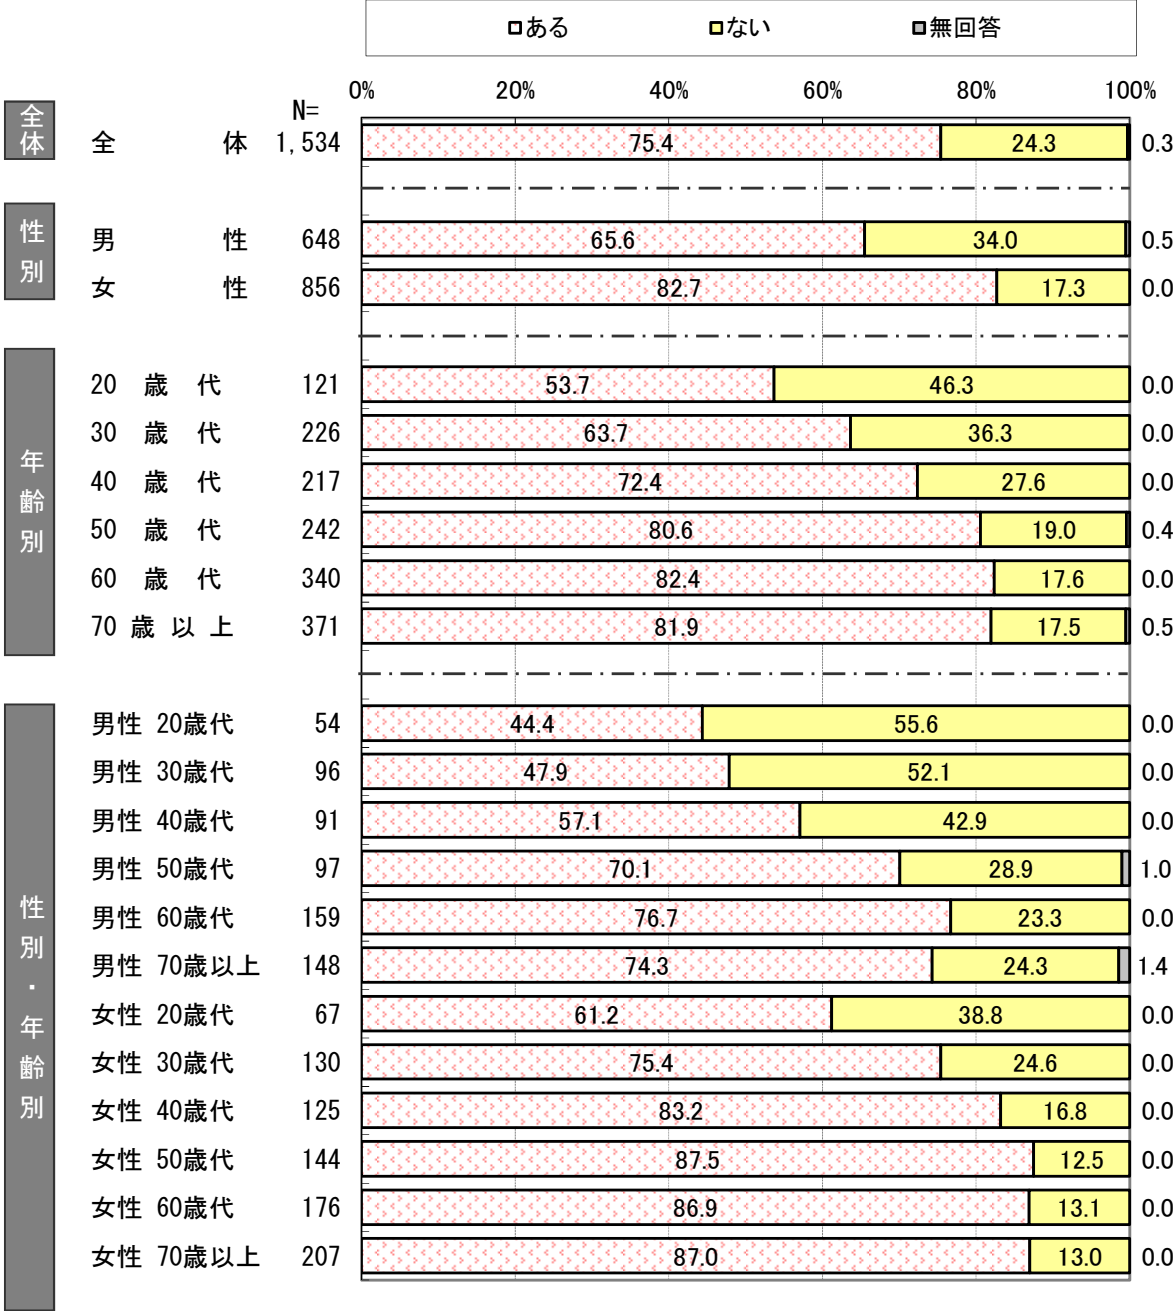 ある ない 無回答
0% 20% 40% 60% 80% 100%
N=
全体
全 体 1,534 75.4 24.3 0.3
性別
男 性 648 65.6 34.0 0.5
女 性 856 82.7 17.3 0.0
年齢別
20 歳 代 121 53.7 46.3 0.0
30 歳 代 226 63.7 36.3 0.0
40 歳 代 217 72.4 27.6 0.0
50 歳 代 242 80.6 19.0 0.4
60 歳 代 340 82.4 17.6 0.0
70 歳 以 上 371 81.9 17.5 0.5
性別・年齢別
男性 20歳代 54 44.4 55.6 0.0
男性 30歳代 96 47.9 52.1 0.0
男性 40歳代 91 57.1 42.9 0.0
男性 50歳代 97 70.1 28.9 1.0
男性 60歳代 159 76.7 23.3 0.0
男性 70歳以上 148 74.3 24.3 1.4
女性 20歳代 67 61.2 38.8 0.0
女性 30歳代 130 75.4 24.6 0.0
女性 40歳代 125 83.2 16.8 0.0
女性 50歳代 144 87.5 12.5 0.0
女性 60歳代 176 86.9 13.1 0.0
女性 70歳以上 207 87.0 13.0 0.0